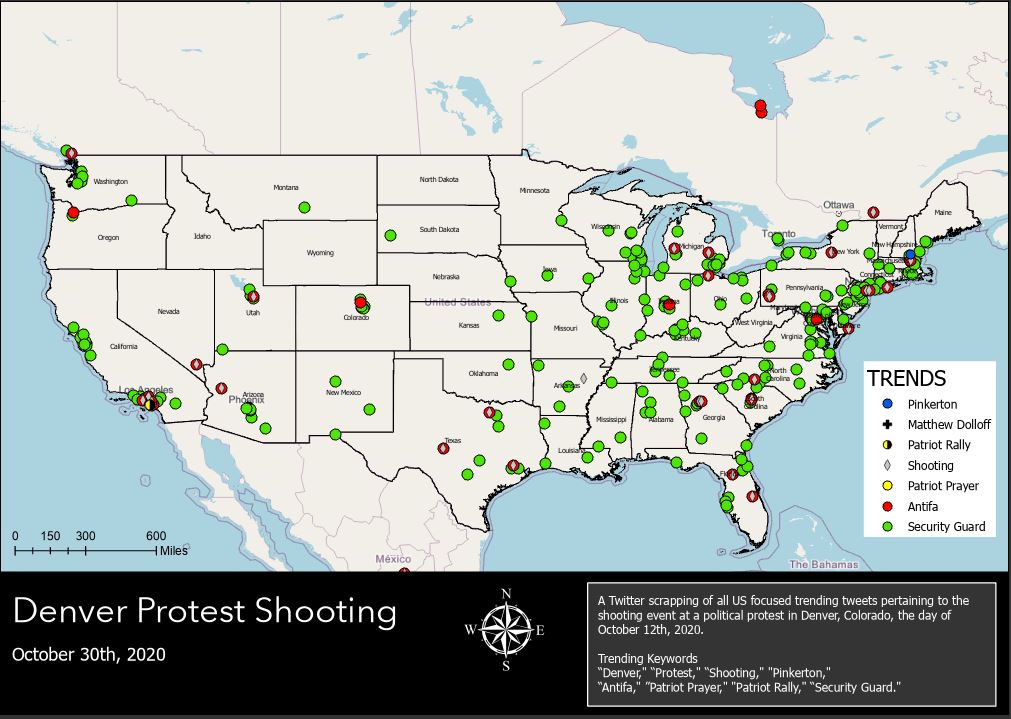 Ottawa
Maine
Washington
Montana
North Dakota
Minnesota
Vermont
Toronto
Oregon
Idaho
South Dakota
Wisconsin
Michigan
New York
New Hampshire
Wyoming
Iowa
Connecticut
Nebraska
Pennsylvania
United States
Nevada
Utah
Colorado
Kansas
Missouri
Illinois
Ohio
West Virginia
Virginia
Kentucky
California
Los Angeles
Arizona
Phoenix
New Mexico
Oklahoma
Arkansas
North
Carolina
Mississippi
Alabama
Georgia
Texas
Louisiana
TRENDS
Pinkerton
Matthew Dolloff
Patriot Rally
Shooting
Patriot Prayer
Antifa
Security Guard
0 150 300 600
Miles
México
The Bahamas
Denver Protest Shooting
October 30th, 2020
N
W E
S
A Twitter scrapping of all US focused trending tweets pertaining to the
shooting event at a political protest in Denver, Colorado, the day of
October 12th, 2020.
Trending Keywords
“Denver,” “Protest,” “Shooting,” "Pinkerton,"
“Antifa,” “Patriot Prayer,” "Patriot Rally,” “Security Guard."